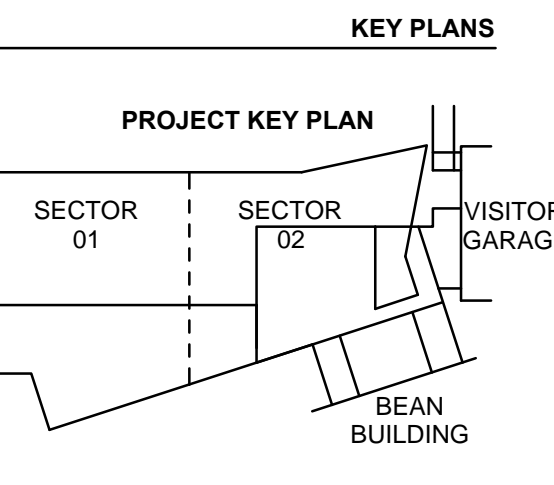 KEY PLANS
PROJECT KEY PLAN
SECTOR
01
SECTOR
02
VISITOR
GARAG
BEAN
BUILDING